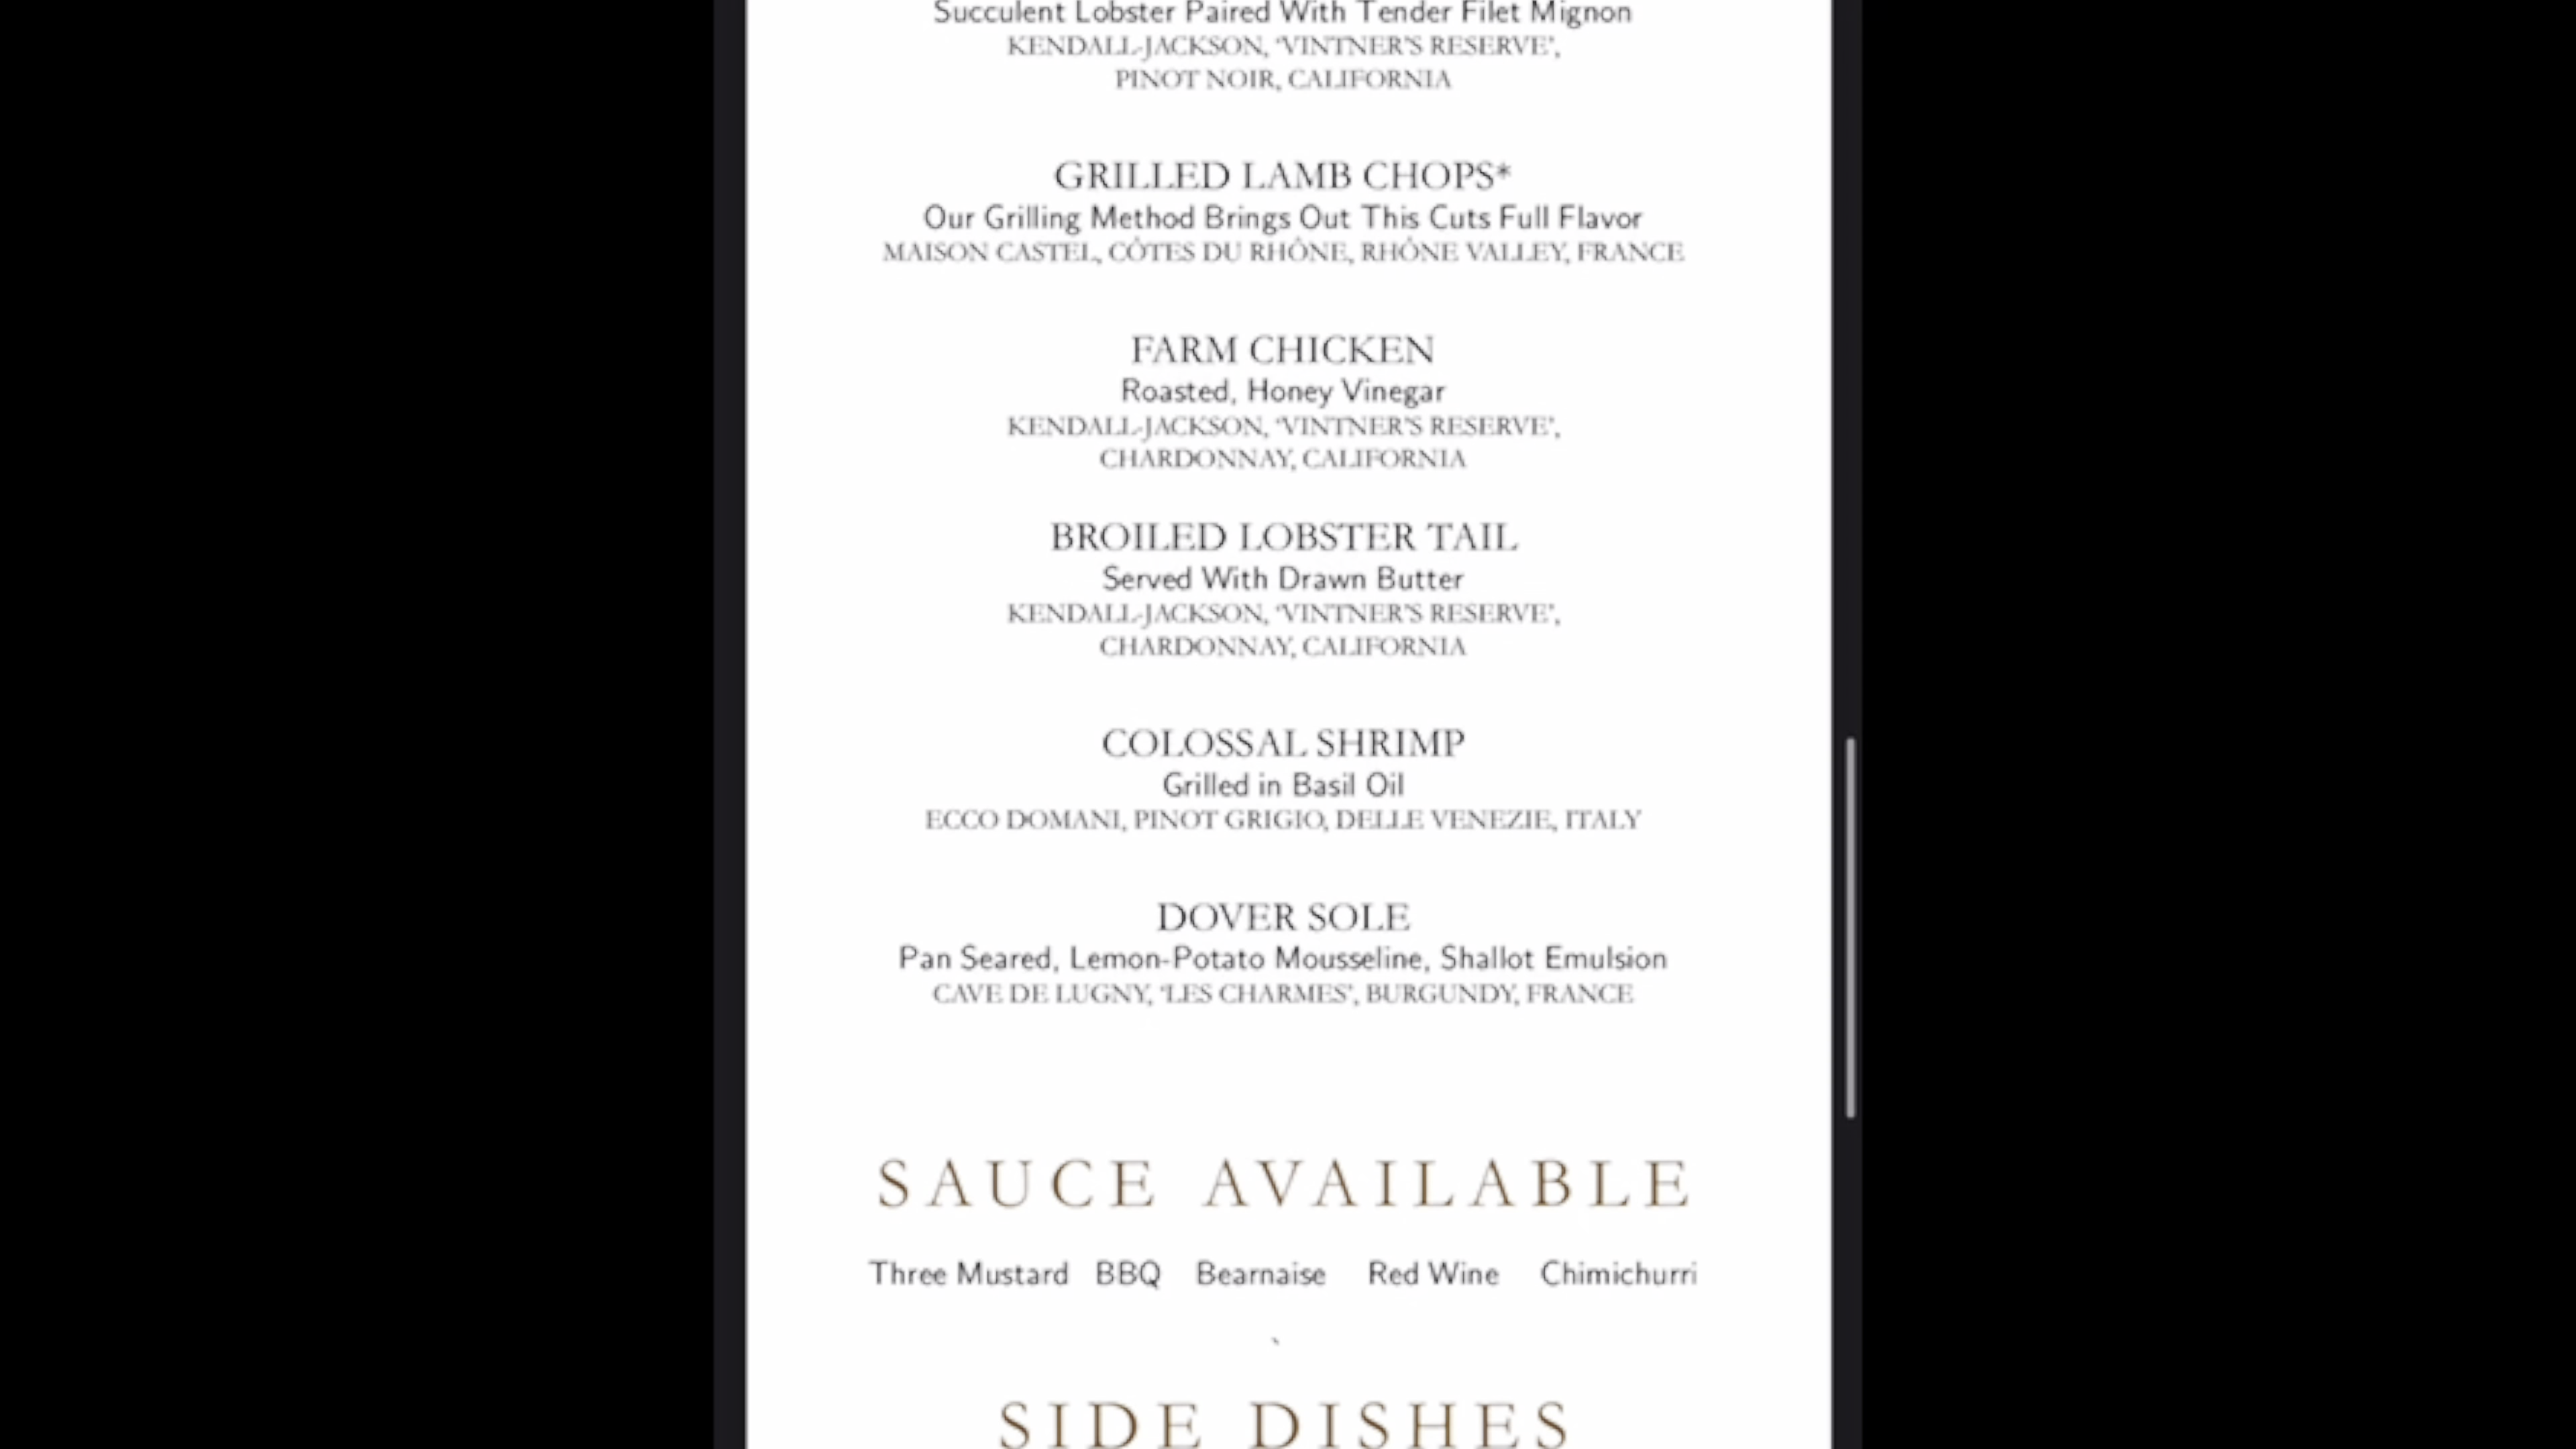 Succulent Lobster Paired With Tender Filet Mignon
KENDALL-JACKSON, ‘VINTNER’S RESERVE’,
PINOT NOIR, CALIFORNIA
GRILLED LAMB CHOPS*
Our Grilling Method Brings Out This Cuts Full Flavor
MAISON CASTEL, CÔTES DU RHÔNE, RHÔNE VALLEY, FRANCE
FARM CHICKEN
Roasted, Honey Vinegar
KENDALL-JACKSON, ‘VINTNER’S RESERVE’,
CHARDONNAY, CALIFORNIA
BROILED LOBSTER TAIL
Served With Drawn Butter
KENDALL-JACKSON, ‘VINTNER’S RESERVE’,
CHARDONNAY, CALIFORNIA
COLOSSAL SHRIMP
Grilled in Basil Oil
ECCO DOMANI, PINOT GRIGIO, DELLE VENEZIE, ITALY
DOVER SOLE
Pan Seared, Lemon-Potato Mousseline, Shallot Emulsion
CAVE DE LUGNY, ‘LES CHARMES’, BURGUNDY, FRANCE
SAUCE AVAILABLE
Three Mustard BBQ Bearnaise Red Wine Chimichurri
`
SIDE DISHES